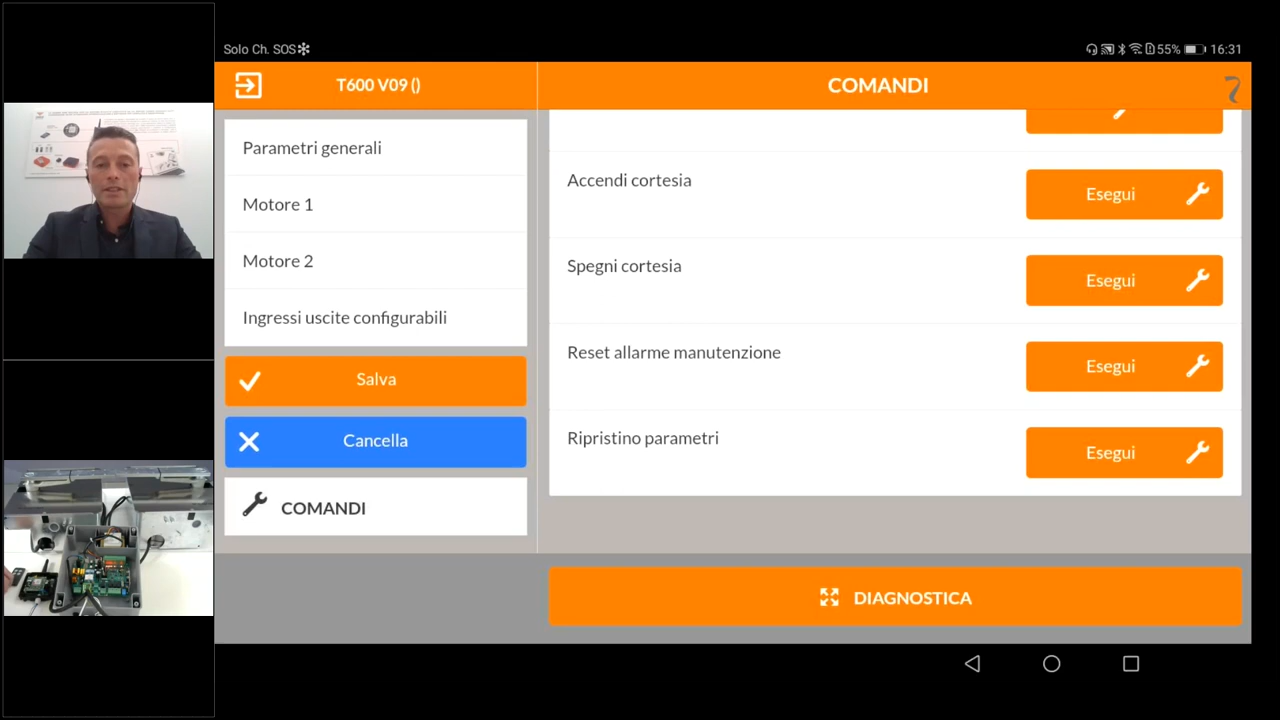 Solo Ch. SOS
55% 16:31
T600 V09 ()
COMANDI
Parametri generali
Motore 1
Motore 2
Ingressi uscite configurabili
Salva
Cancella
COMANDI
Accendi cortesia
Esegui
Spegni cortesia
Esegui
Reset allarme manutenzione
Esegui
Ripristino parametri
Esegui
DIAGNOSTICA